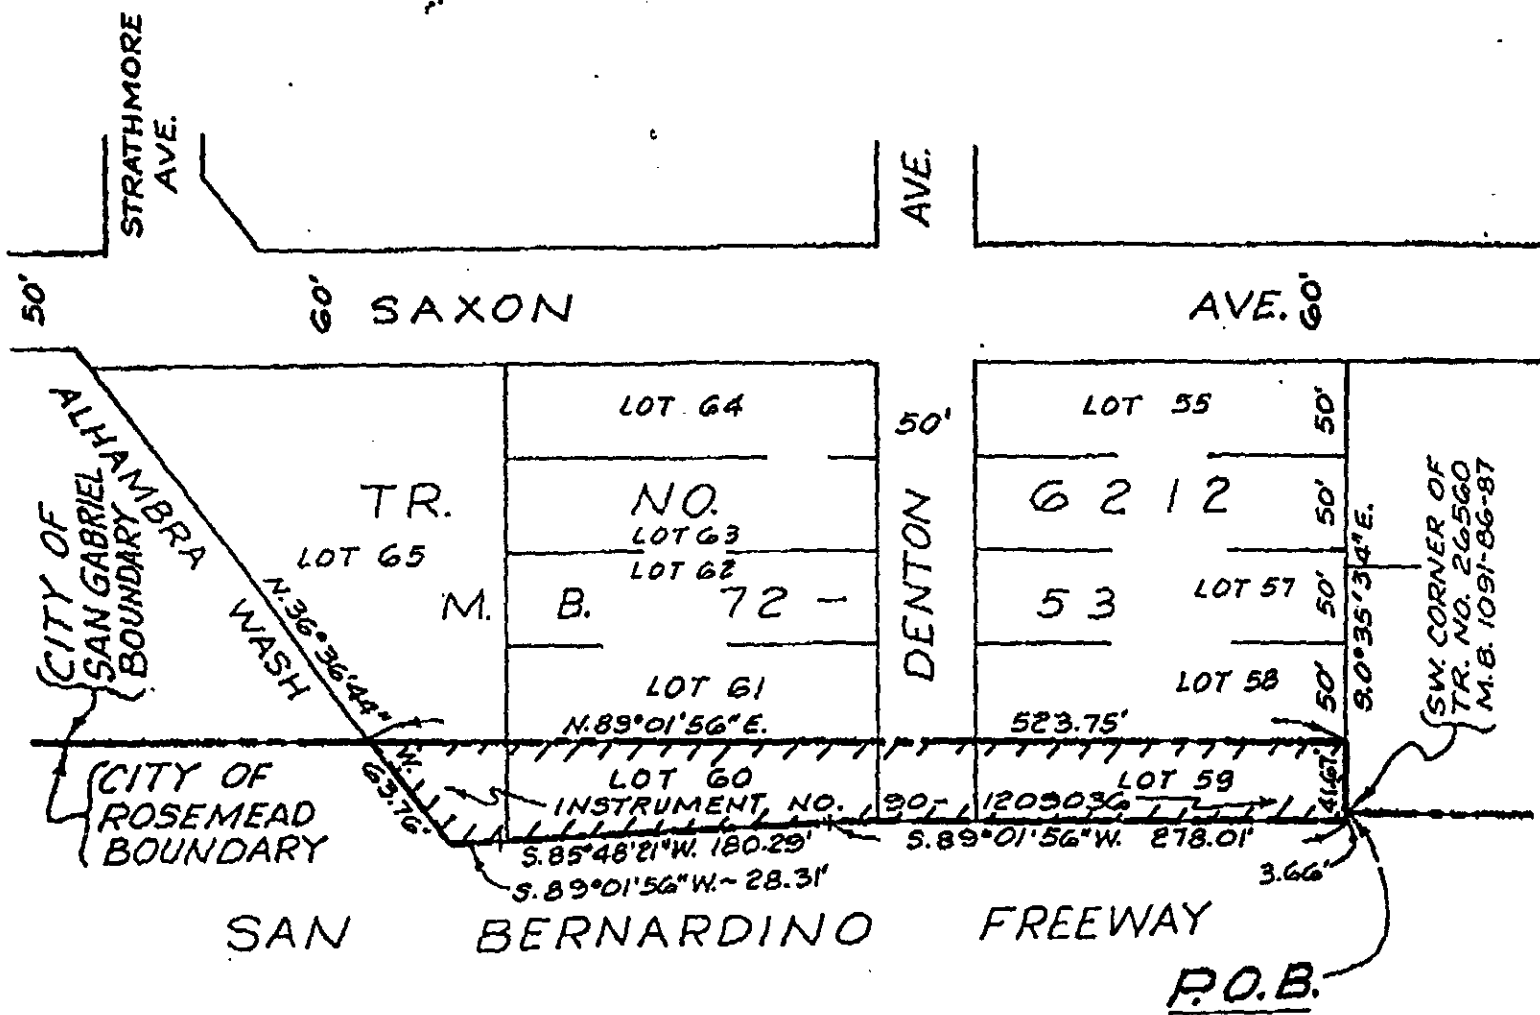 STRATHMORE
AVE.
AVE.
50'
60'
SAXON
AVE. 60'
ALHAMBRA
WASH
LOT 64
50'
LOT 55
50'
TR. NO. 6212
LOT 63
50'
LOT 65
LOT 62
M. B. 72-53
LOT 57
50'
DENTON
LOT 61
LOT 58
50'
S.0°35'34"E.
SW. CORNER OF
TR. NO. 26560
M.B. 1091-86-87
CITY OF
SAN GABRIEL
BOUNDARY
N.36°36'44"W.
63.76'
N.89°01'56"E. 523.75'
CITY OF
ROSEMEAD
BOUNDARY
LOT 60
LOT 59
41.67'
INSTRUMENT NO. 90-1209036
S.85°48'21"W. 180.29'
S.89°01'56"W. 278.01'
S.89°01'56"W.~28.31'
3.66'
SAN BERNARDINO FREEWAY
P.O.B.